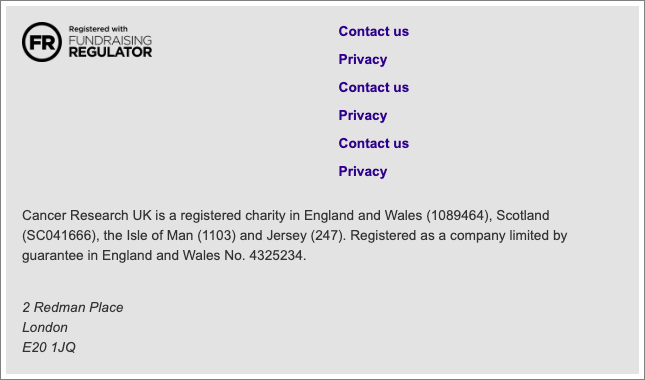 FR
Registered with
FUNDRAISING
REGULATOR
Contact us
Privacy
Contact us
Privacy
Contact us
Privacy
Cancer Research UK is a registered charity in England and Wales (1089464), Scotland
(SC041666), the Isle of Man (1103) and Jersey (247). Registered as a company limited by
guarantee in England and Wales No. 4325234.
2 Redman Place
London
E20 1JQ